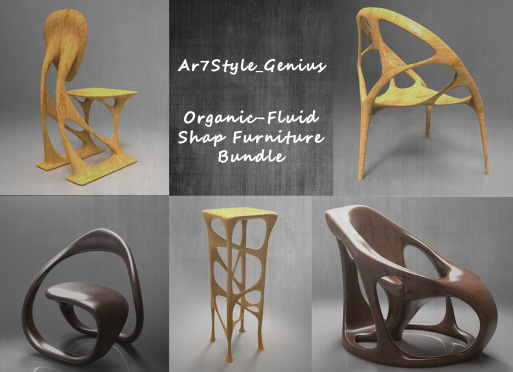 Ar7Style_Genius
Organic-Fluid
Shap Furniture
Bundle